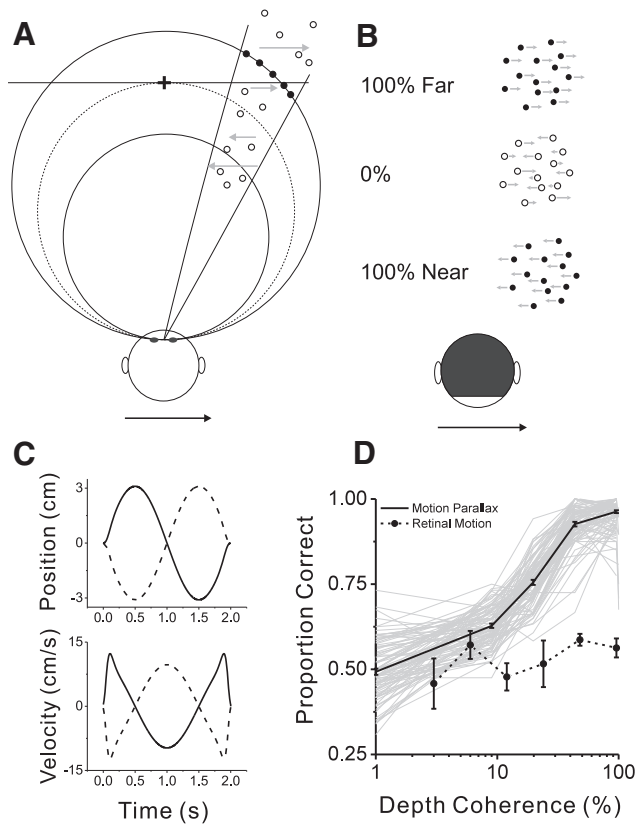 A
B
100% Far
0%
100% Near
C
D
Position (cm)
3
0
-3
0.0 0.5 1.0 1.5 2.0
Velocity (cm/s)
15
0
-15
0.0 0.5 1.0 1.5 2.0
Time (s)
Motion Parallax
Retinal Motion
Proportion Correct
1.00
0.75
0.50
0.25
1 10 100
Depth Coherence (%)